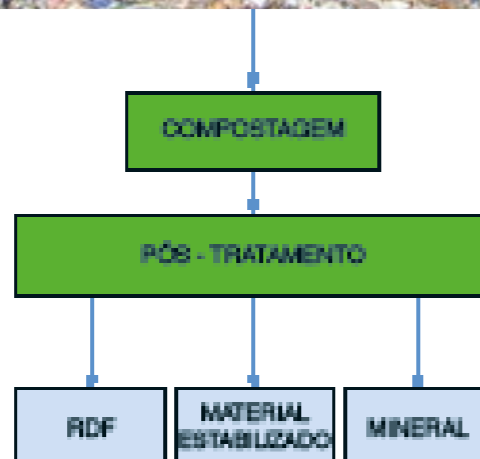 COMPOSTAGEM
PÓS - TRATAMENTO
RDF
MATERIAL
ESTABILIZADO
MINERAL